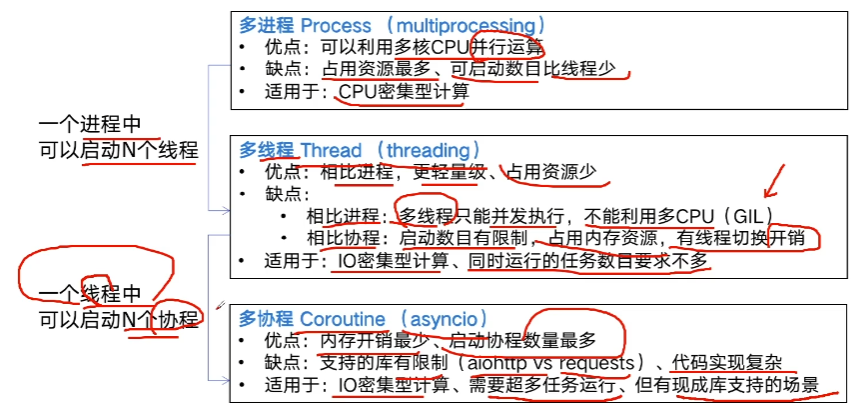 多进程 Process （multiprocessing)
• 优点：可以利用多核CPU并行运算
• 缺点：占用资源最多、可启动数目比线程少
• 适用于：CPU密集型计算
一个进程中
可以启动N个线程
多线程 Thread（threading）
• 优点：相比进程，更轻量级、占用资源少
• 缺点：
• 相比进程：多线程只能并发执行，不能利用多CPU（GIL）
• 相比协程：启动数目有限制，占用内存资源，有线程切换开销
• 适用于：IO密集型计算、同时运行的任务数目要求不多
一个线程中
可以启动N个协程
多协程 Coroutine （asyncio）
• 优点：内存开销最少、启动协程数量最多
• 缺点：支持的库有限制（aiohttp vs requests）、代码实现复杂
• 适用于：IO密集型计算、需要超多任务运行、但有现成库支持的场景